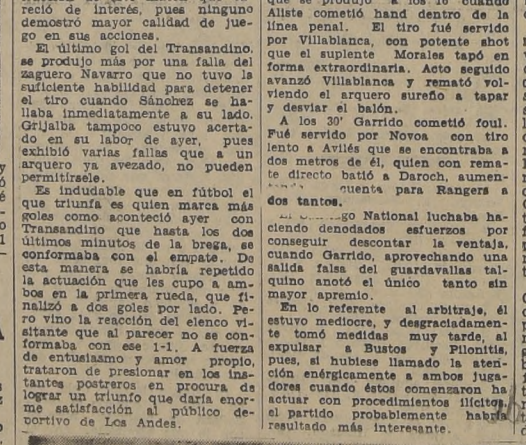 reció de interés, pues ninguno
demostró mayor calidad de jue-
go en sus acciones.
El último gol del Transandino,
se produjo más por una falla del
zaguero Navarro que no tuvo la
suficiente habilidad para detener
el tiro cuando Sánchez se ha-
llaba inmediatamente a su lado.
Grijalba tampoco estuvo acerta-
do en su labor de ayer, pues
exhibió varias fallas que a un
arquero ya avezado, no pueden
permitírsele.
Es indudable que en fútbol el
que triunfa es quien marca más
goles como aconteció ayer con
Transandino que hasta los dos
últimos minutos de la brega, se
conformaba con el empate. De
esta manera se habría repetido
la actuación que les cupo a am-
bos en la primera rueda, que fi-
nalizó a dos goles por lado. Pe-
ro vino la reacción del elenco vi-
sitante que al parecer no se con-
formaba con ese 1-1. A fuerza
de entusiasmo y amor propio,
trataron de presionar en los ins-
tantes postreros en procura de
lograr un triunfo que daría enor-
me satisfacción al público de-
portivo de Los Andes.
que se produjo a los 16' cuando
Aliste cometió hand dentro de la
línea penal. El tiro fué servido
por Villablanca, con potente shot
que el suplente Morales tapó en
forma extraordinaria. Acto seguido
avanzó Villablanca y remató vol-
viendo el arquero sureño a tapar
y desviar el balón.
A los 30' Garrido cometió foul.
Fué servido por Novoa con tiro
lento a Avilés que se encontraba a
dos metros de él, quien con rema-
te directo batió a Daroch, aumen-
cuenta para Rangers a
dos tantos.
El National luchaba ha-
ciendo denodados esfuerzos por
conseguir descontar la ventaja,
cuando Garrido, aprovechando una
salida falsa del guardavallas tal-
quino anotó el único tanto sin
mayor apremio.
En lo referente al arbitraje, él
estuvo mediocre, y desgraciadamen-
te tomó medidas muy tarde, al
expulsar a Bustos y Pilonitis,
pues, si hubiese llamado la aten-
ción enérgicamente a ambos juga-
dores cuando éstos comenzaron ha
actuar con procedimientos ilícitos
el partido probablemente habría
resultado más interesante.